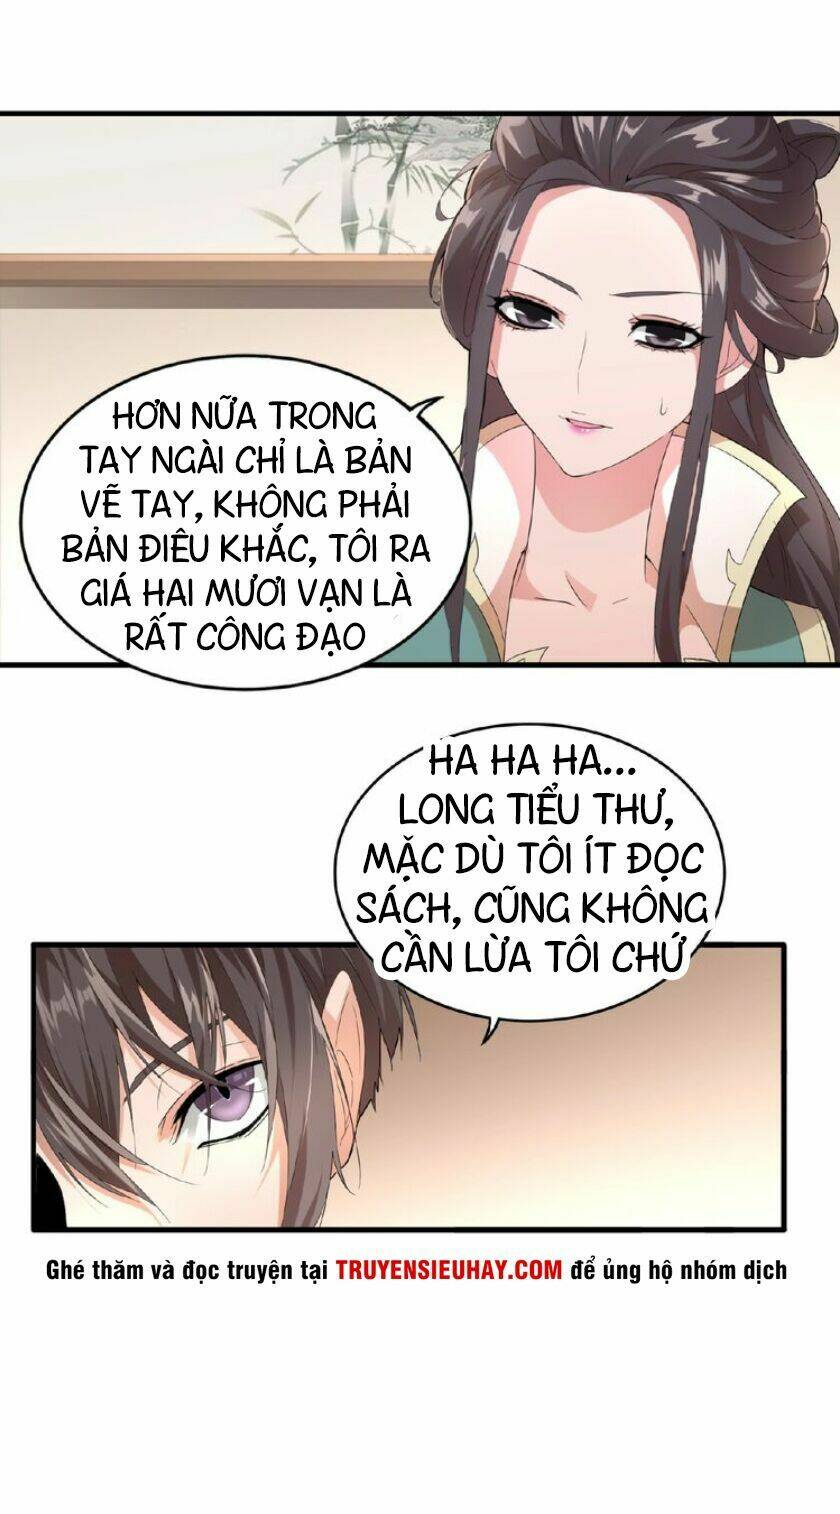 HƠN NỮA TRONG
TAY NGÀI CHỈ LÀ BẢN
VẼ TAY, KHÔNG PHẢI
BẢN ĐIÊU KHẮC, TÔI RA
GIÁ HAI MƯƠI VẠN LÀ
RẤT CÔNG ĐẠO
HA HA HA...
LONG TIỂU THƯ,
MẶC DÙ TÔI ÍT ĐỌC
SÁCH, CŨNG KHÔNG
CẦN LỪA TÔI CHỨ
Ghé thăm và đọc truyện tại TRUYENSIEUHAY.COM để ủng hộ nhóm dịch